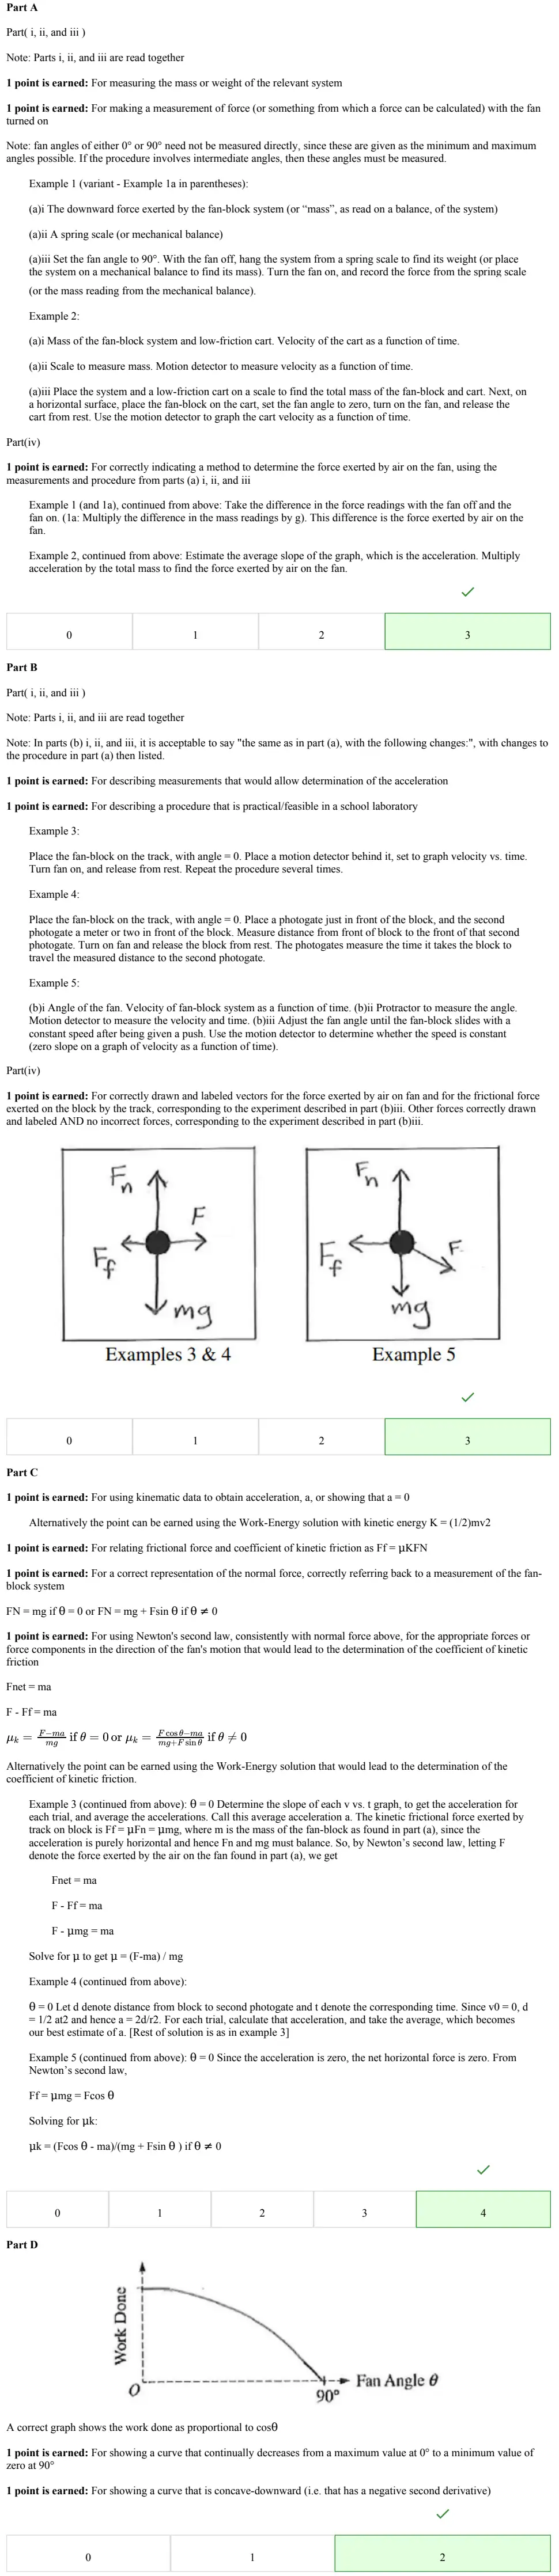 Part A
Part( i, ii, and iii )
Note: Parts i, ii, and iii are read together
1 point is earned: For measuring the mass or weight of the relevant system
1 point is earned: For making a measurement of force (or something from which a force can be calculated) with the fan
turned on
Note: fan angles of either 0° or 90° need not be measured directly, since these are given as the minimum and maximum
angles possible. If the procedure involves intermediate angles, then these angles must be measured.
Example 1 (variant - Example 1a in parentheses):
(a)i The downward force exerted by the fan-block system (or “mass”, as read on a balance, of the system)
(a)ii A spring scale (or mechanical balance)
(a)iii Set the fan angle to 90°. With the fan off, hang the system from a spring scale to find its weight (or place
the system on a mechanical balance to find its mass). Turn the fan on, and record the force from the spring scale
(or the mass reading from the mechanical balance).
Example 2:
(a)i Mass of the fan-block system and low-friction cart. Velocity of the cart as a function of time.
(a)ii Scale to measure mass. Motion detector to measure velocity as a function of time.
(a)iii Place the system and a low-friction cart on a scale to find the total mass of the fan-block and cart. Next, on
a horizontal surface, place the fan-block on the cart, set the fan angle to zero, turn on the fan, and release the
cart from rest. Use the motion detector to graph the cart velocity as a function of time.
Part(iv)
1 point is earned: For correctly indicating a method to determine the force exerted by air on the fan, using the
measurements and procedure from parts (a) i, ii, and iii
Example 1 (and 1a), continued from above: Take the difference in the force readings with the fan off and the
fan on. (1a: Multiply the difference in the mass readings by g). This difference is the force exerted by air on the
fan.
Example 2, continued from above: Estimate the average slope of the graph, which is the acceleration. Multiply
acceleration by the total mass to find the force exerted by air on the fan.
0 1 2 3
Part B
Part( i, ii, and iii )
Note: Parts i, ii, and iii are read together
Note: In parts (b) i, ii, and iii, it is acceptable to say "the same as in part (a), with the following changes:", with changes to
the procedure in part (a) then listed.
1 point is earned: For describing measurements that would allow determination of the acceleration
1 point is earned: For describing a procedure that is practical/feasible in a school laboratory
Example 3:
Place the fan-block on the track, with angle = 0. Place a motion detector behind it, set to graph velocity vs. time.
Turn fan on, and release from rest. Repeat the procedure several times.
Example 4:
Place the fan-block on the track, with angle = 0. Place a photogate just in front of the block, and the second
photogate a meter or two in front of the block. Measure distance from front of block to the front of that second
photogate. Turn on fan and release the block from rest. The photogates measure the time it takes the block to
travel the measured distance to the second photogate.
Example 5:
(b)i Angle of the fan. Velocity of fan-block system as a function of time. (b)ii Protractor to measure the angle.
Motion detector to measure the velocity and time. (b)iii Adjust the fan angle until the fan-block slides with a
constant speed after being given a push. Use the motion detector to determine whether the speed is constant
(zero slope on a graph of velocity as a function of time).
Part(iv)
1 point is earned: For correctly drawn and labeled vectors for the force exerted by air on fan and for the frictional force
exerted on the block by the track, corresponding to the experiment described in part (b)iii. Other forces correctly drawn
and labeled AND no incorrect forces, corresponding to the experiment described in part (b)iii.
Fn
F
Ff
mg
Examples 3 & 4
Fn
F
Ff
mg
Example 5
0 1 2 3
Part C
1 point is earned: For using kinematic data to obtain acceleration, a, or showing that a = 0
Alternatively the point can be earned using the Work-Energy solution with kinetic energy K = (1/2)mv2
1 point is earned: For relating frictional force and coefficient of kinetic friction as Ff = μKFN
1 point is earned: For a correct representation of the normal force, correctly referring back to a measurement of the fan-
block system
FN = mg if θ = 0 or FN = mg + Fsin θ if θ ≠ 0
1 point is earned: For using Newton's second law, consistently with normal force above, for the appropriate forces or
force components in the direction of the fan's motion that would lead to the determination of the coefficient of kinetic
friction
Fnet = ma
F - Ff = ma
μk = (F−ma)/mg if θ = 0 or μk = (F cos θ−ma)/(mg+F sin θ) if θ ≠ 0
Alternatively the point can be earned using the Work-Energy solution that would lead to the determination of the
coefficient of kinetic friction.
Example 3 (continued from above): θ = 0 Determine the slope of each v vs. t graph, to get the acceleration for
each trial, and average the accelerations. Call this average acceleration a. The kinetic frictional force exerted by
track on block is Ff = μFn = μmg, where m is the mass of the fan-block as found in part (a), since the
acceleration is purely horizontal and hence Fn and mg must balance. So, by Newton’s second law, letting F
denote the force exerted by the air on the fan found in part (a), we get
Fnet = ma
F - Ff = ma
F - μmg = ma
Solve for μ to get μ = (F-ma) / mg
Example 4 (continued from above):
θ = 0 Let d denote distance from block to second photogate and t denote the corresponding time. Since v0 = 0, d
= 1/2 at2 and hence a = 2d/r2. For each trial, calculate that acceleration, and take the average, which becomes
our best estimate of a. [Rest of solution is as in example 3]
Example 5 (continued from above): θ = 0 Since the acceleration is zero, the net horizontal force is zero. From
Newton’s second law,
Ff = μmg = Fcos θ
Solving for μk:
μk = (Fcos θ - ma)/(mg + Fsin θ ) if θ ≠ 0
0 1 2 3 4
Part D
Work Done
O
90°
Fan Angle θ
A correct graph shows the work done as proportional to cosθ
1 point is earned: For showing a curve that continually decreases from a maximum value at 0° to a minimum value of
zero at 90°
1 point is earned: For showing a curve that is concave-downward (i.e. that has a negative second derivative)
0 1 2